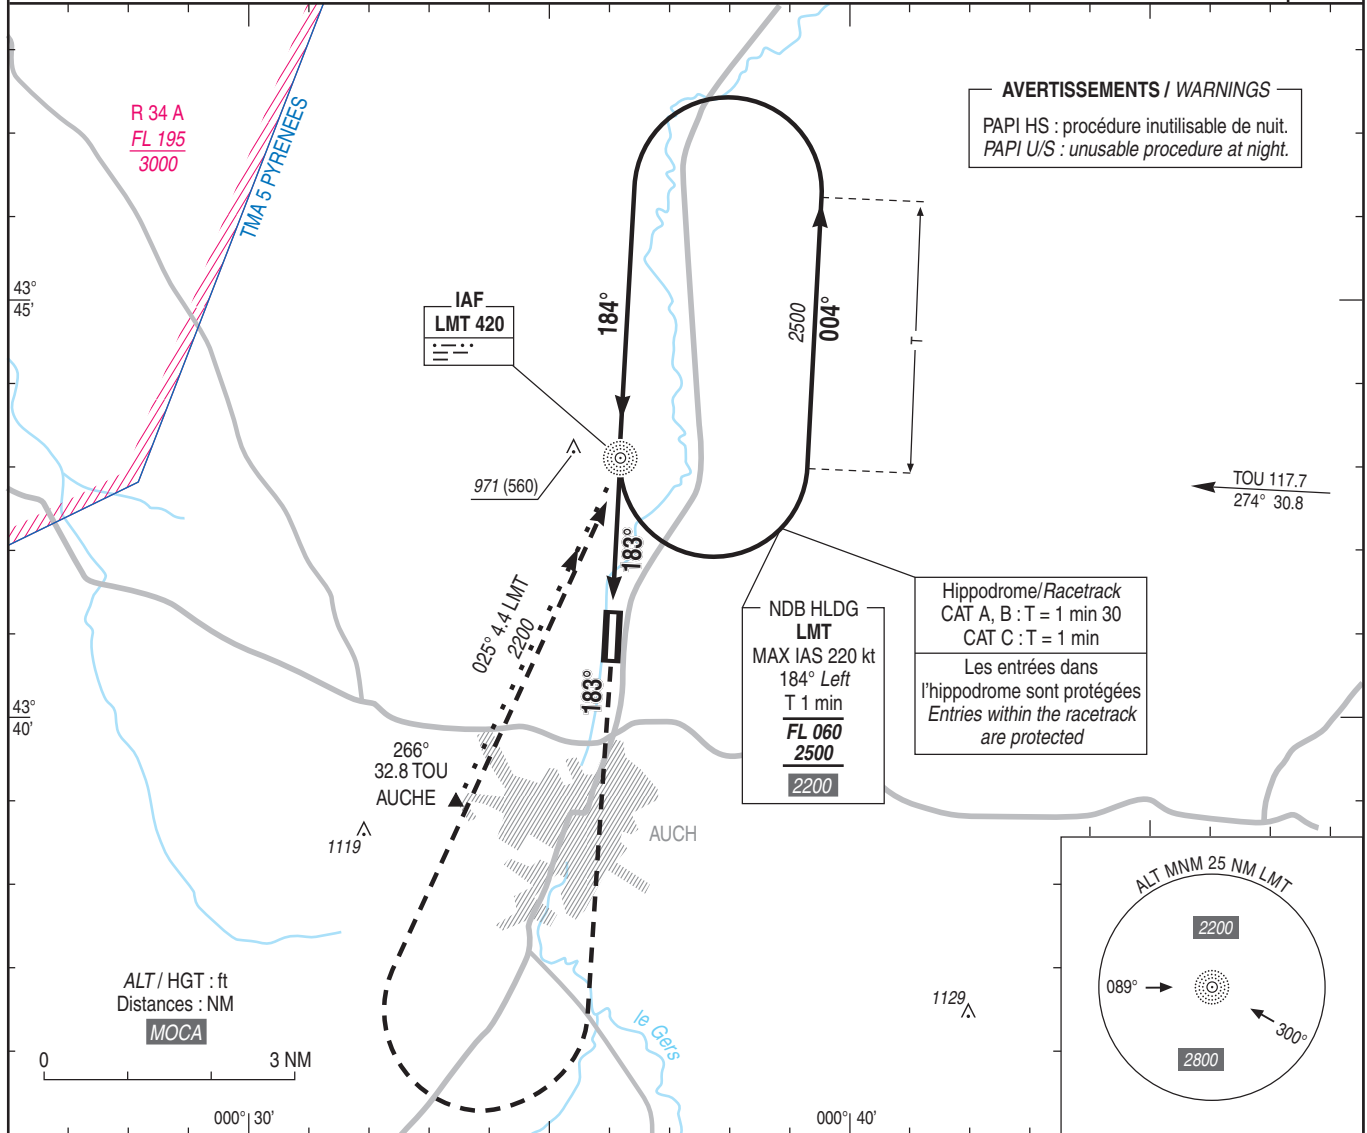 R 34 A
FL 195
3000
TMA 5 PYRENEES
AVERTISSEMENTS / WARNINGS
PAPI HS : procédure inutilisable de nuit.
PAPI U/S : unusable procedure at night.
43°
45'
IAF
LMT 420
184°
2500
004°
T
971 (560)
TOU 117.7
274° 30.8
183°
025° 4.4 LMT
2200
183°
NDB HLDG
LMT
MAX IAS 220 kt
184° Left
T 1 min
FL 060
2500
2200
Hippodrome/Racetrack
CAT A, B : T = 1 min 30
CAT C : T = 1 min
Les entrées dans
l'hippodrome sont protégées
Entries within the racetrack
are protected
43°
40'
266°
32.8 TOU
AUCHE
1119
AUCH
ALT MNM 25 NM LMT
2200
089°
300°
2800
1129
le Gers
ALT / HGT : ft
Distances : NM
MOCA
0 3 NM
000° 30'
000° 40'